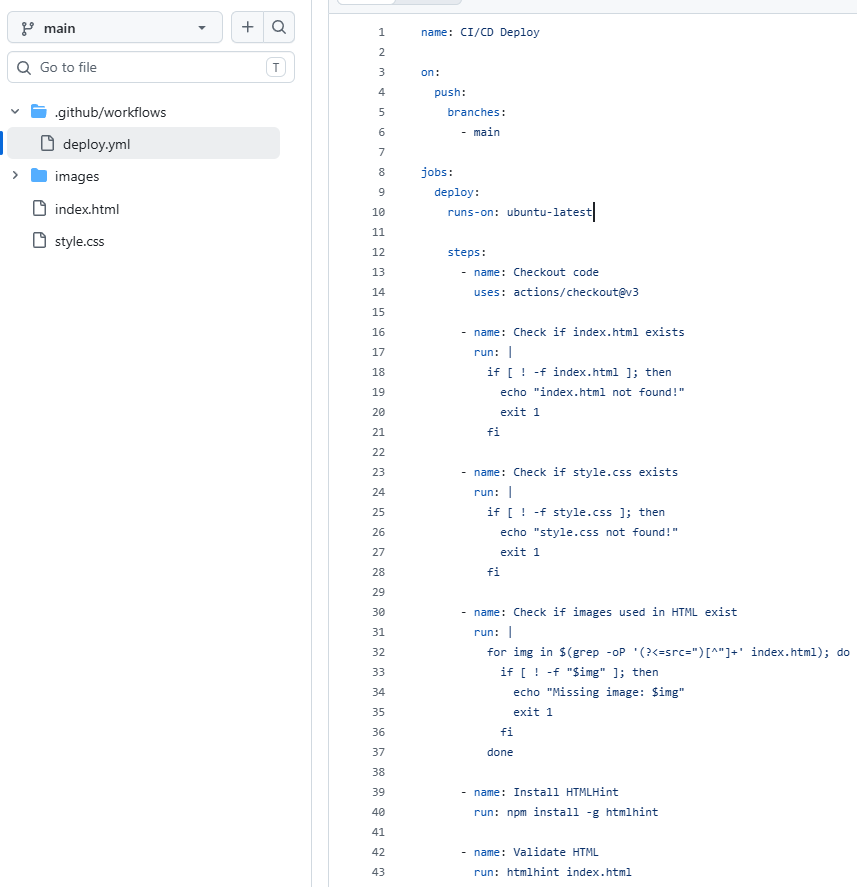 main
Go to file
T
.github/workflows
deploy.yml
images
index.html
style.css
1 name: CI/CD Deploy
2
3 on:
4   push:
5     branches:
6       - main
7
8 jobs:
9   deploy:
10     runs-on: ubuntu-latest
11
12     steps:
13       - name: Checkout code
14         uses: actions/checkout@v3
15
16       - name: Check if index.html exists
17         run: |
18           if [ ! -f index.html ]; then
19             echo "index.html not found!"
20             exit 1
21           fi
22
23       - name: Check if style.css exists
24         run: |
25           if [ ! -f style.css ]; then
26             echo "style.css not found!"
27             exit 1
28           fi
29
30       - name: Check if images used in HTML exist
31         run: |
32           for img in $(grep -oP '(?<=src=")[^"]+' index.html); do
33             if [ ! -f "$img" ]; then
34               echo "Missing image: $img"
35               exit 1
36             fi
37           done
38
39       - name: Install HTMLHint
40         run: npm install -g htmlhint
41
42       - name: Validate HTML
43         run: htmlhint index.html